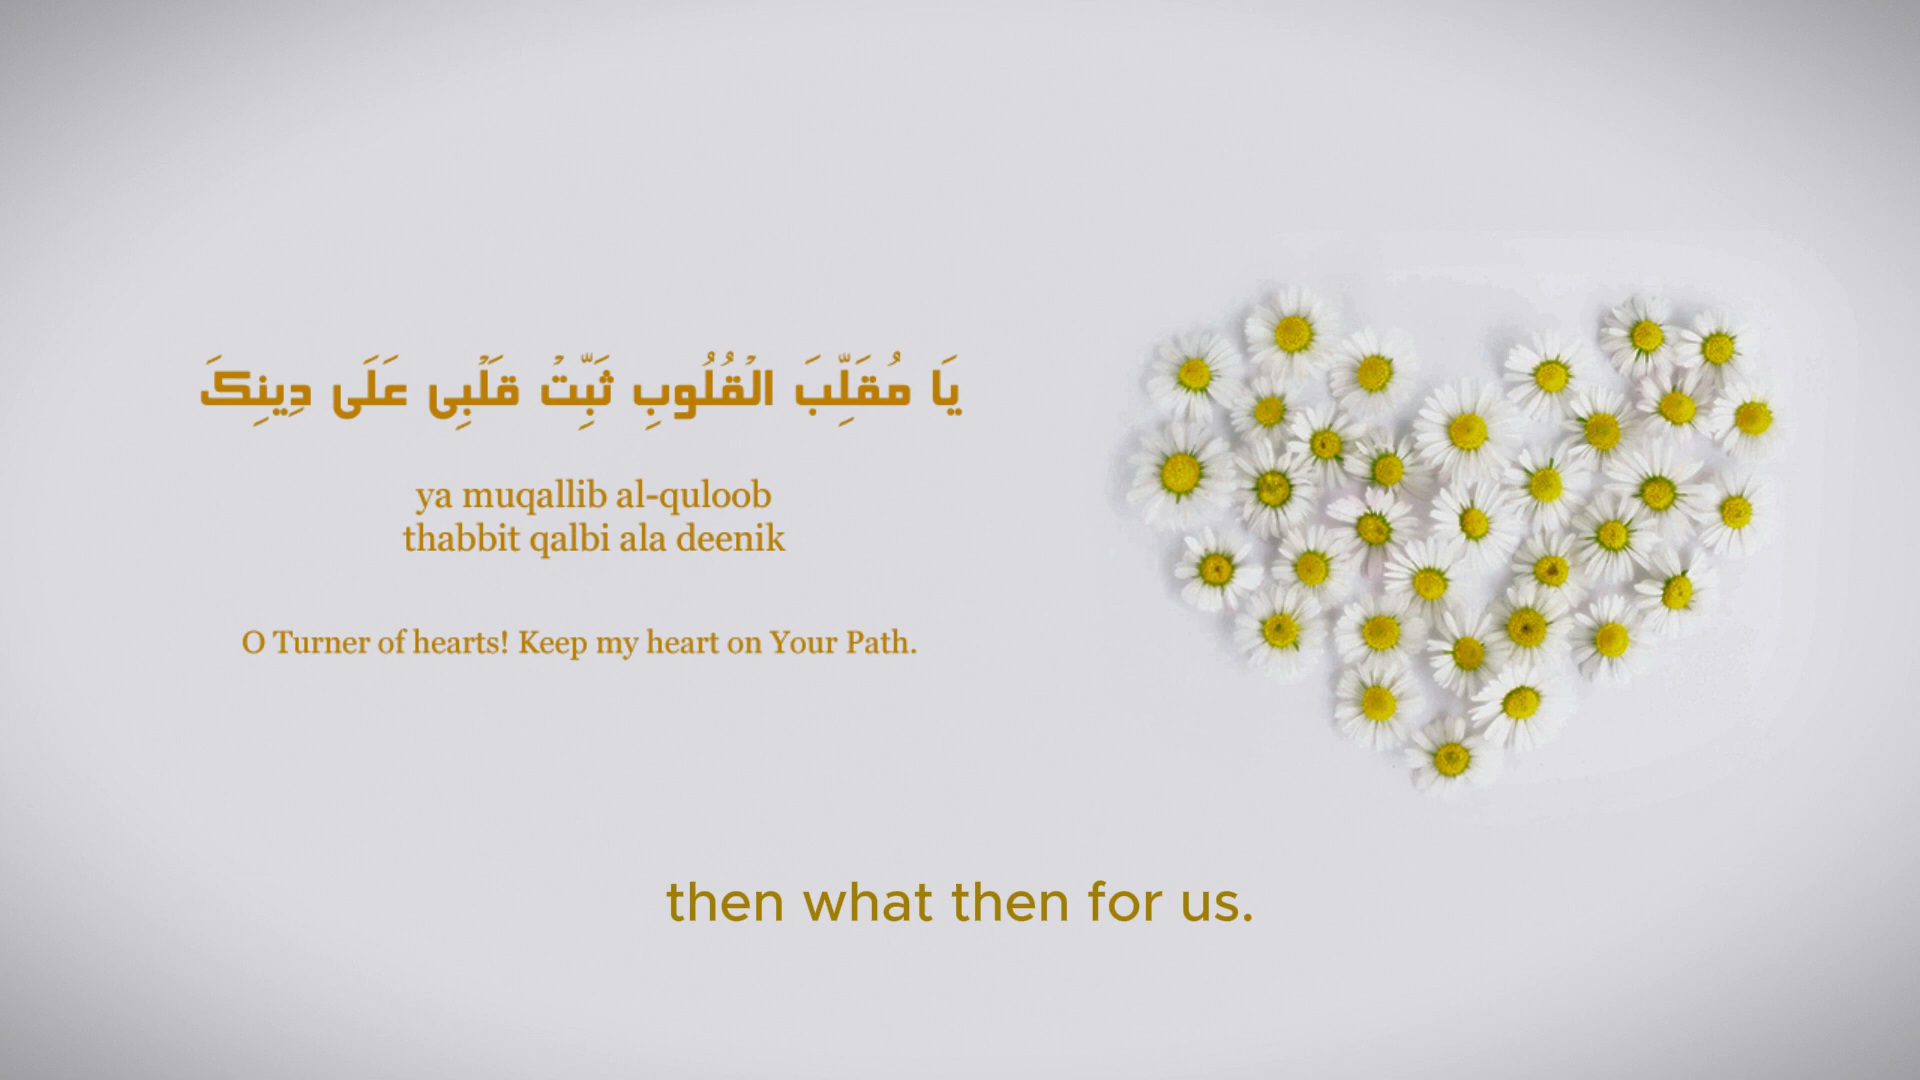 يَا مُقَلِّبَ الْقُلُوبِ ثَبِّتْ قَلْبِی عَلَی دِينِکَ
ya muqallib al-quloob
thabbit qalbi ala deenik
O Turner of hearts! Keep my heart on Your Path.
then what then for us.